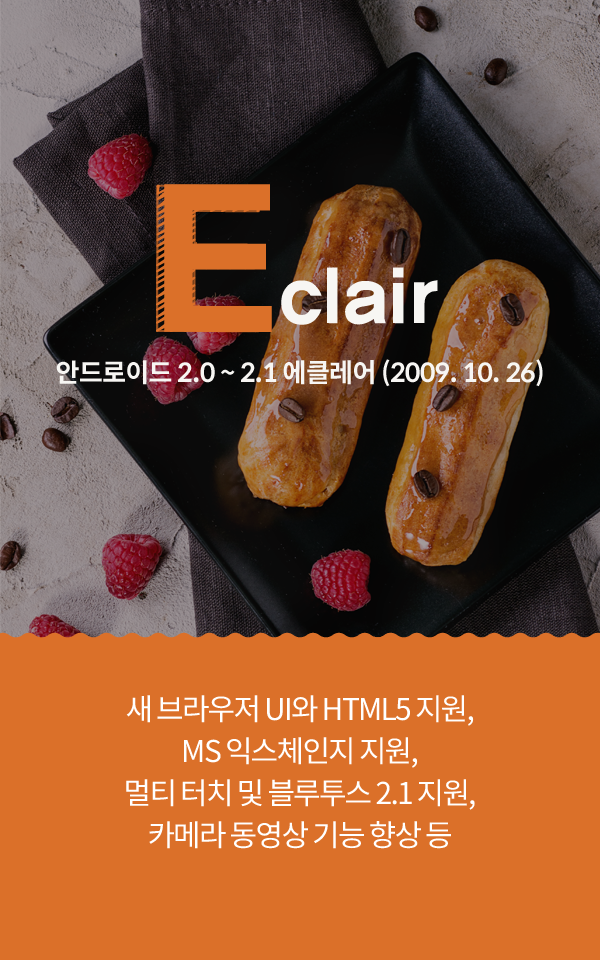 Eclair
안드로이드 2.0 ~ 2.1 에클레어 (2009. 10. 26)
새 브라우저 UI와 HTML5 지원,
MS 익스체인지 지원,
멀티 터치 및 블루투스 2.1 지원,
카메라 동영상 기능 향상 등